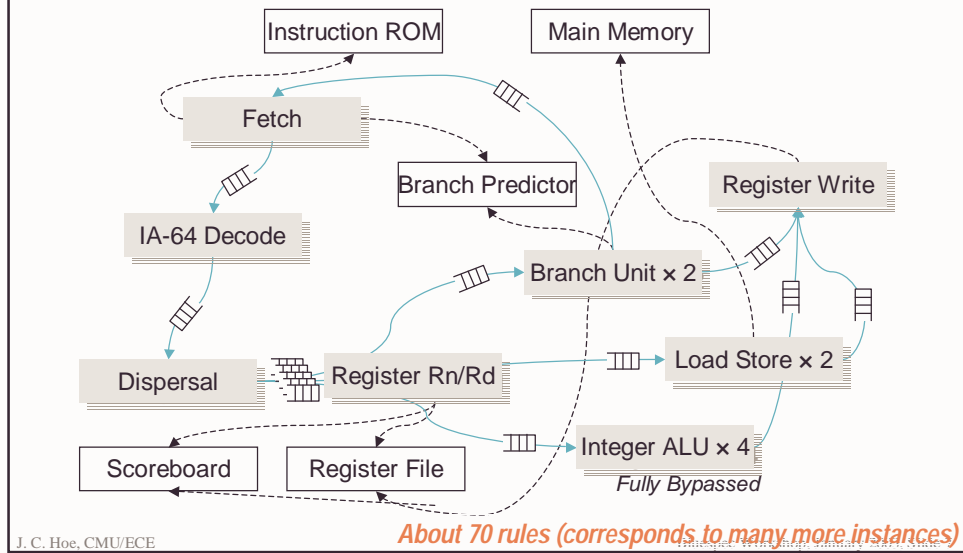 Instruction ROM
Main Memory
Fetch
Branch Predictor
Register Write
IA-64 Decode
Branch Unit × 2
Dispersal
Register Rn/Rd
Load Store × 2
Scoreboard
Register File
Integer ALU × 4
Fully Bypassed
About 70 rules (corresponds to many more instances)
J. C. Hoe, CMU/ECE